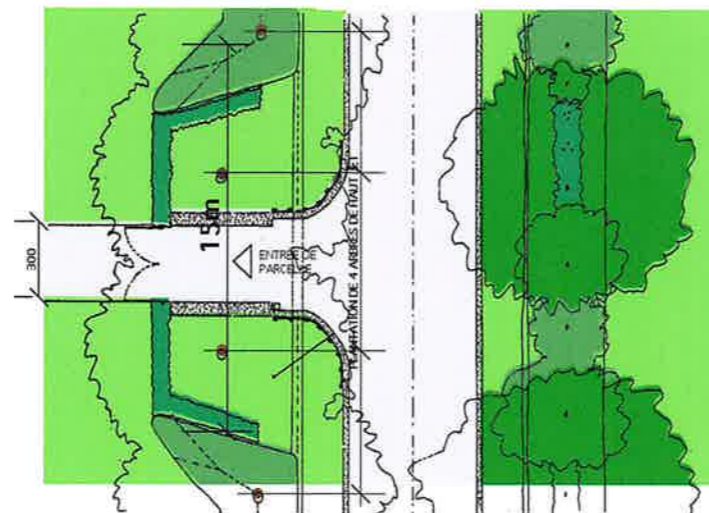 300
15m
ENTRÉE DE
PARCELLE
PLANTATION DE 4 ARBRES DE HAUT JET